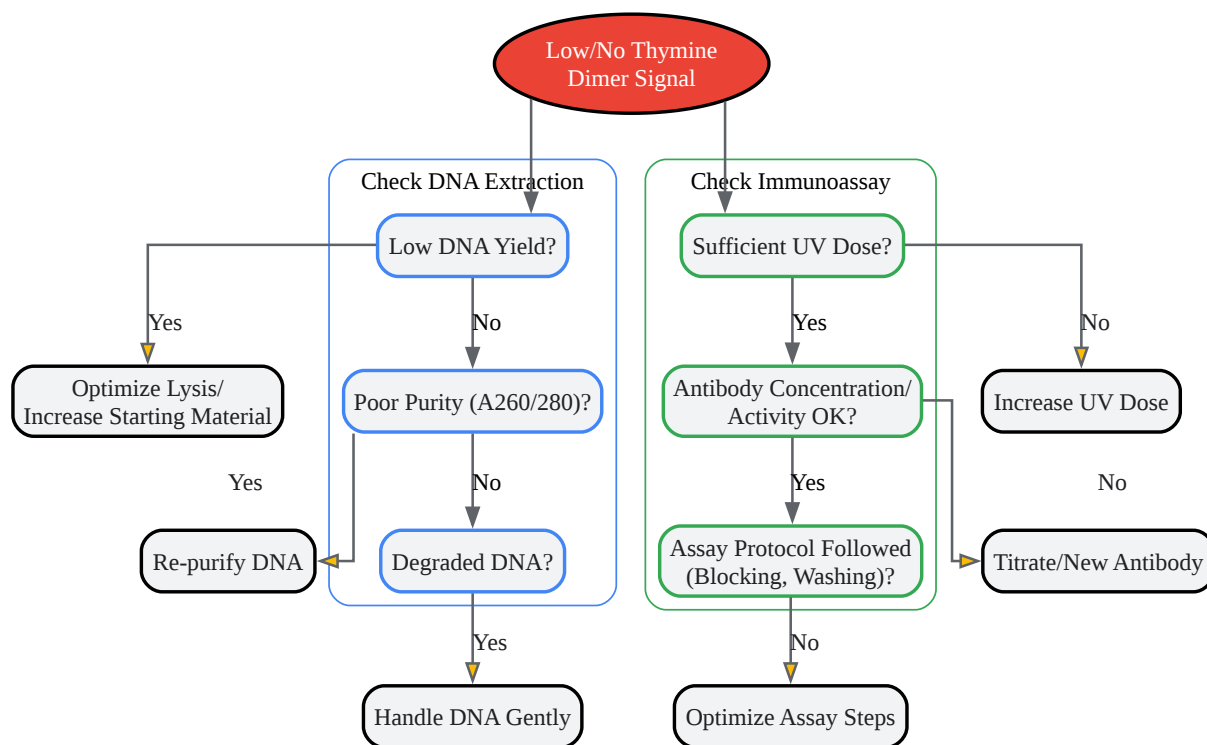 Low/No Thymine
Dimer Signal
Check DNA Extraction
Check Immunoassay
Low DNA Yield?
Sufficient UV Dose?
Yes
No
Yes
No
Optimize Lysis/
Increase Starting Material
Poor Purity (A260/280)?
Antibody Concentration/
Activity OK?
Increase UV Dose
Yes
No
Yes
No
Re-purify DNA
Degraded DNA?
Assay Protocol Followed
(Blocking, Washing)?
Titrate/New Antibody
Yes
No
Handle DNA Gently
Optimize Assay Steps